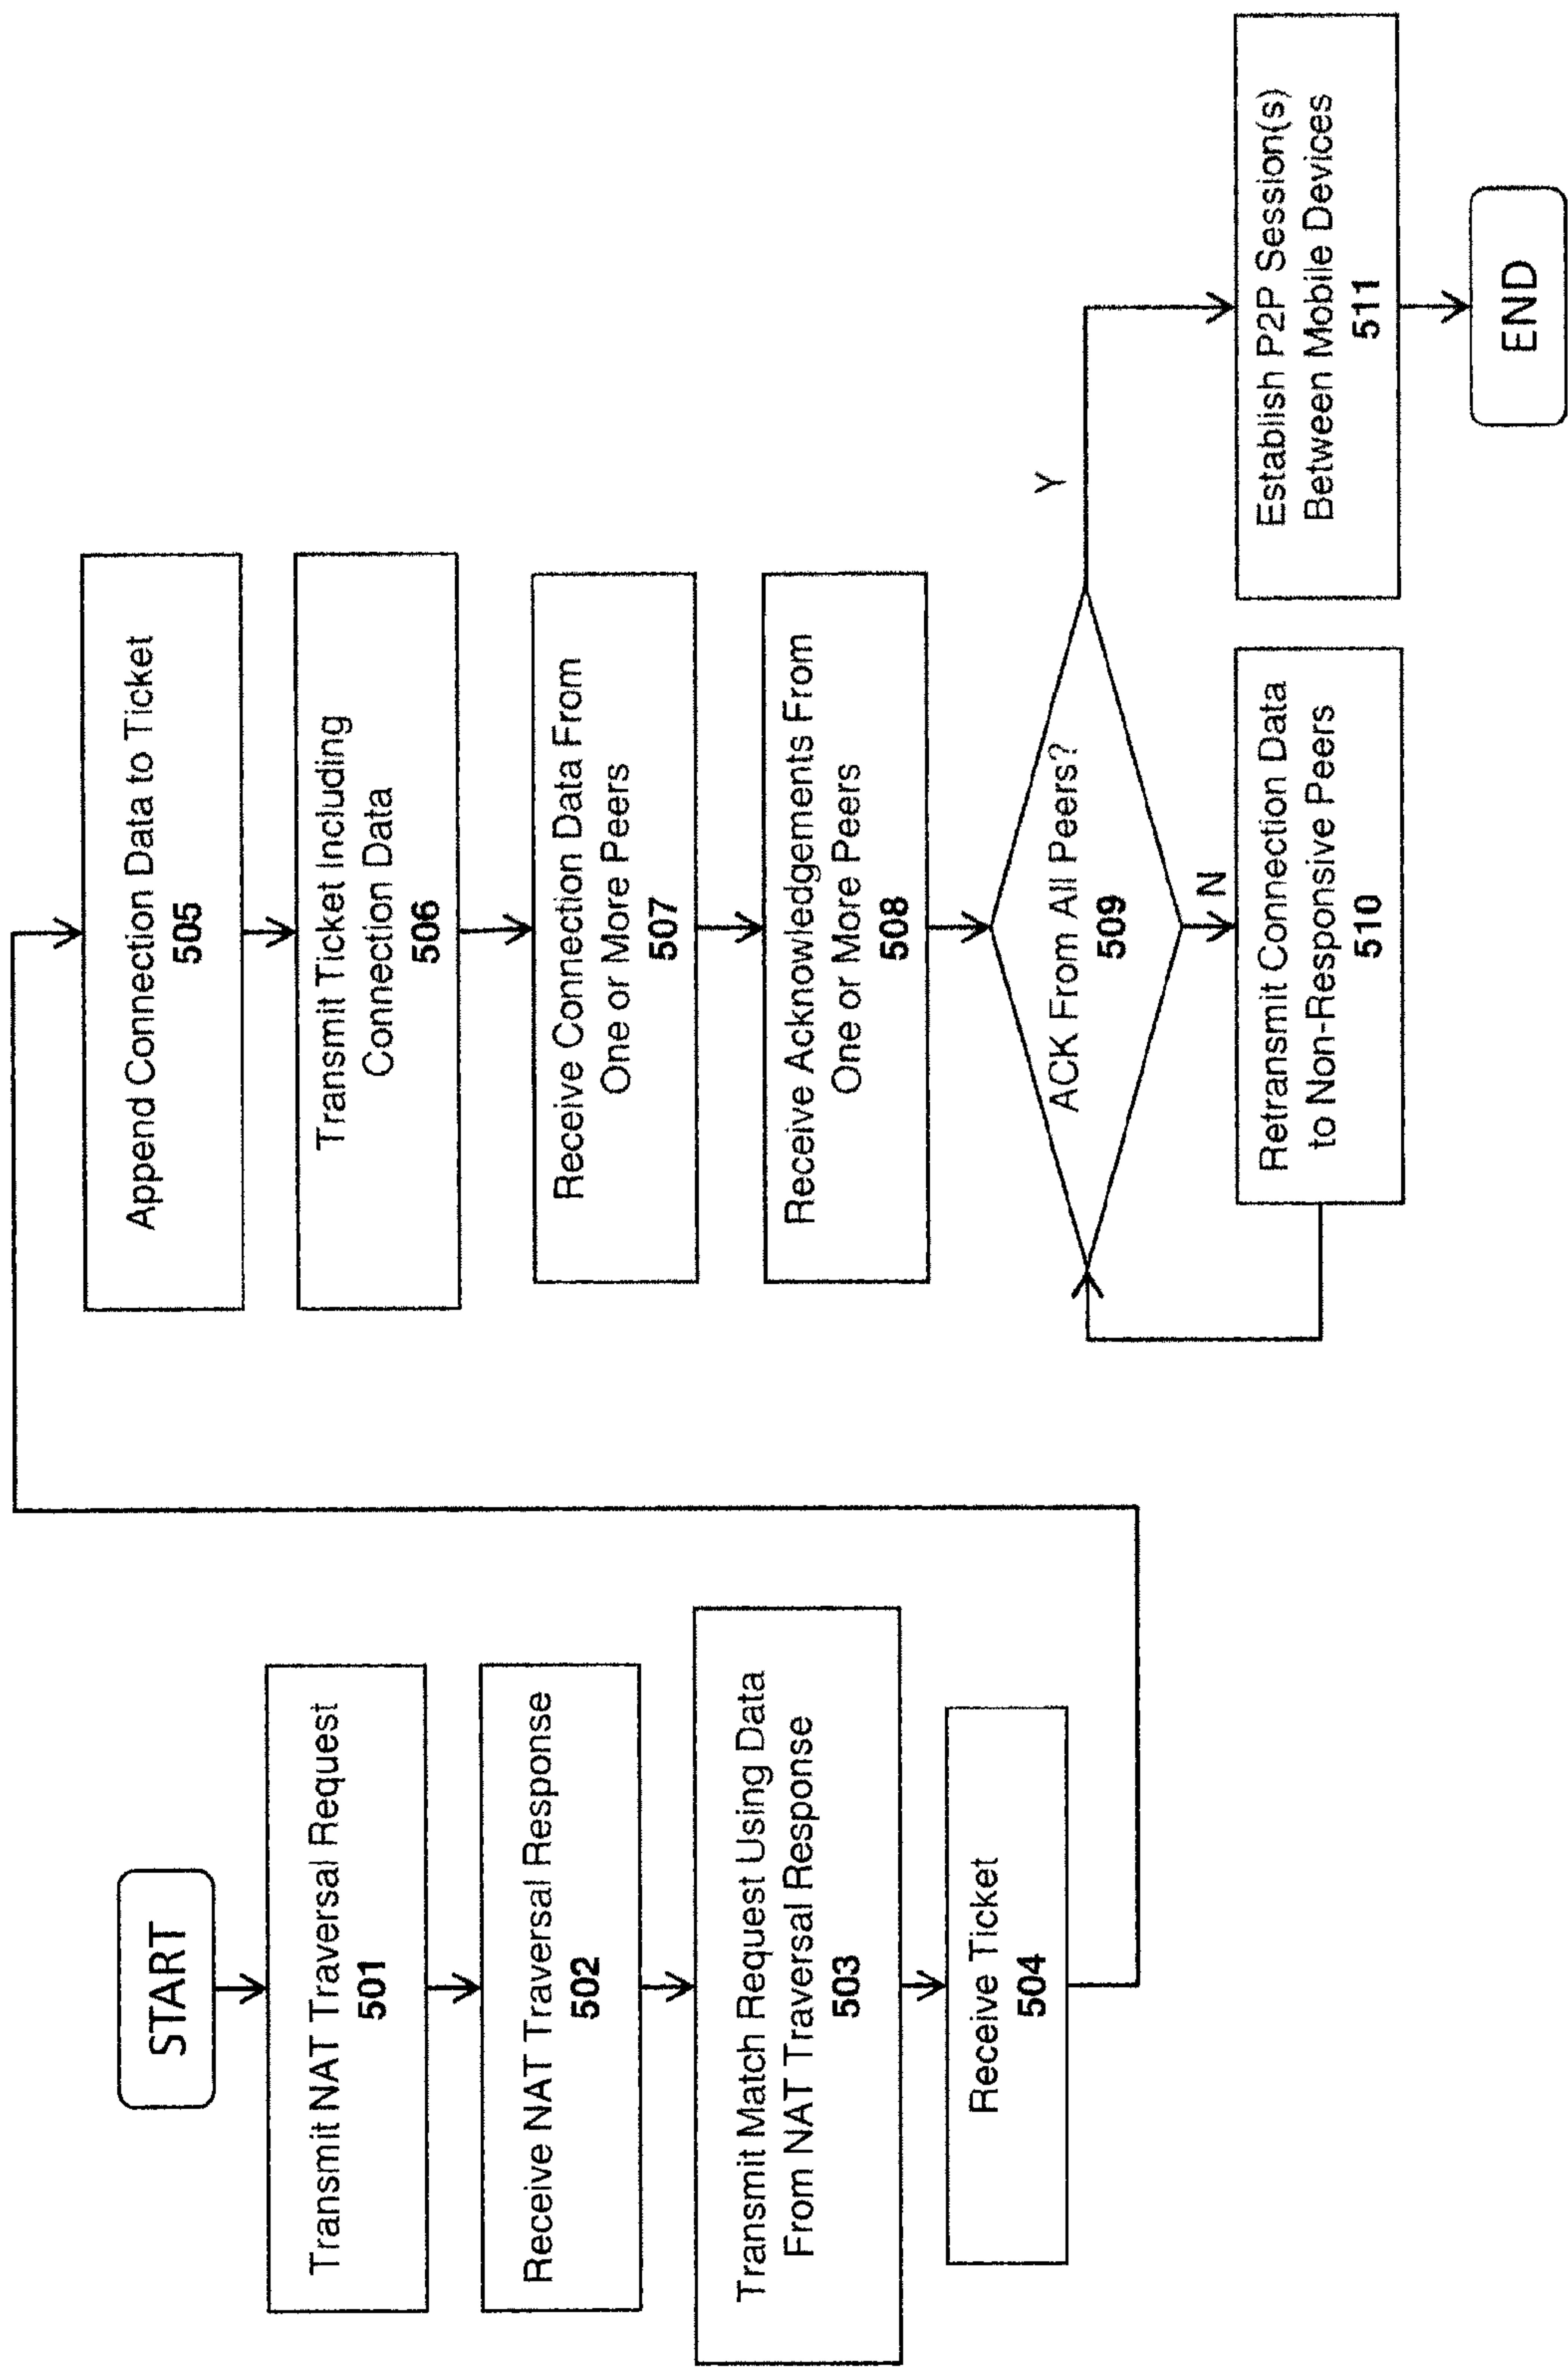 START
Transmit NAT Traversal Request
501
Receive NAT Traversal Response
502
Transmit Match Request Using Data
From NAT Traversal Response
503
Receive Ticket
504
Append Connection Data to Ticket
505
Transmit Ticket Including
Connection Data
506
Receive Connection Data From
One or More Peers
507
Receive Acknowledgements From
One or More Peers
508
ACK From All Peers?
509
Y
N
Retransmit Connection Data
to Non-Responsive Peers
510
Establish P2P Session(s)
Between Mobile Devices
511
END